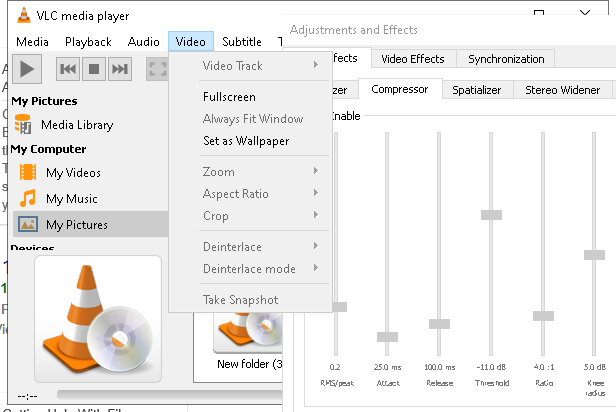 VLC media player
Media Playback Audio Video Subtitle
Adjustments and Effects
Video Effects Synchronization
Compressor Spatializer Stereo Widener
Enable
My Pictures
Media Library
My Computer
My Videos
My Music
My Pictures
Devices
Video Track
Fullscreen
Always Fit Window
Set as Wallpaper
Zoom
Aspect Ratio
Crop
Deinterlace
Deinterlace mode
Take Snapshot
New folder (3
--:--
0.2 25.0 ms 100.0 ms -11.0 dB 4.0 :1 5.0 dB
RMS/peak Attack Release Threshold Ratio Knee
radius